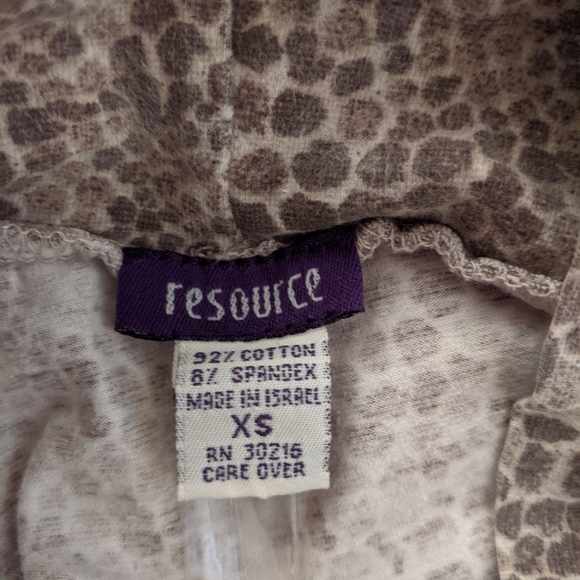 resource
92% COTTON
8% SPANDEX
MADE IN ISRAEL
XS
RN 30216
CARE OVER